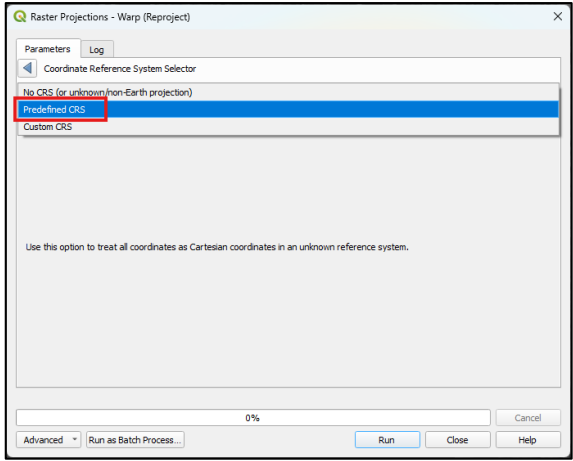 Raster Projections - Warp (Reproject)
Parameters Log
Coordinate Reference System Selector
No CRS (or unknown/non-Earth projection)
Predefined CRS
Custom CRS
Use this option to treat all coordinates as Cartesian coordinates in an unknown reference system.
0% Cancel
Advanced Run as Batch Process... Run Close Help